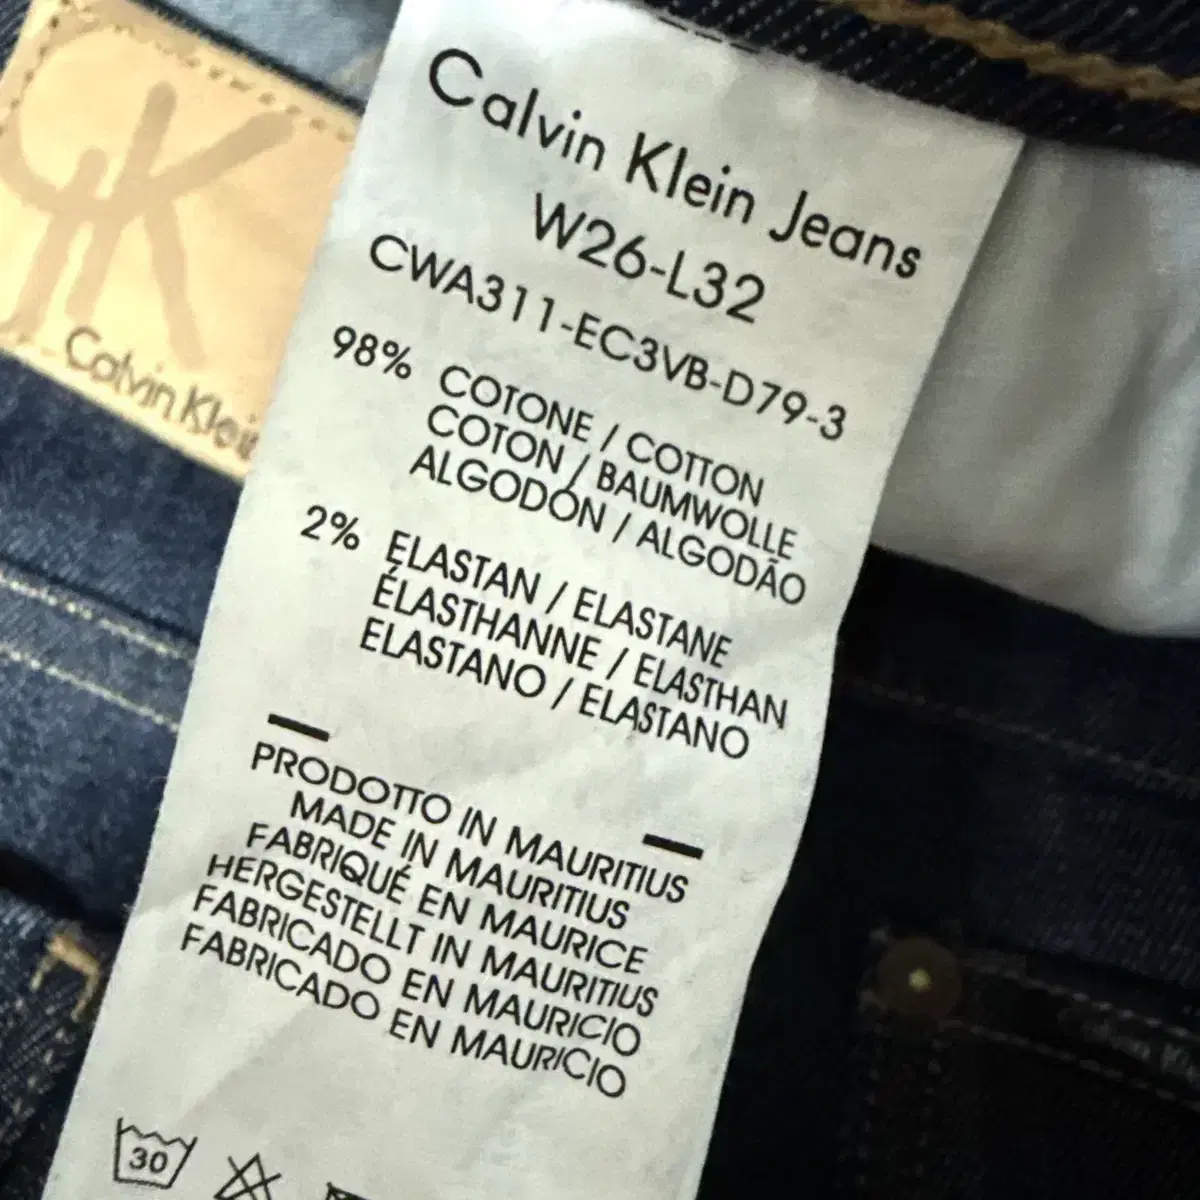 CK
Calvin Klein
Calvin Klein Jeans
W26-L32
CWA311-EC3VB-D79-3
98% COTONE / COTTON
COTON / BAUMWOLLE
ALGODÓN / ALGODÃO
2% ELASTAN / ELASTANE
ÉLASTHANNE / ELASTHAN
ELASTANO / ELASTANO
PRODOTTO IN MAURITIUS
MADE IN MAURITIUS
FABRIQUÉ EN MAURICE
HERGESTELLT IN MAURITIUS
FABRICADO EN MAURICIO
FABRICADO EN MAURICIO
30